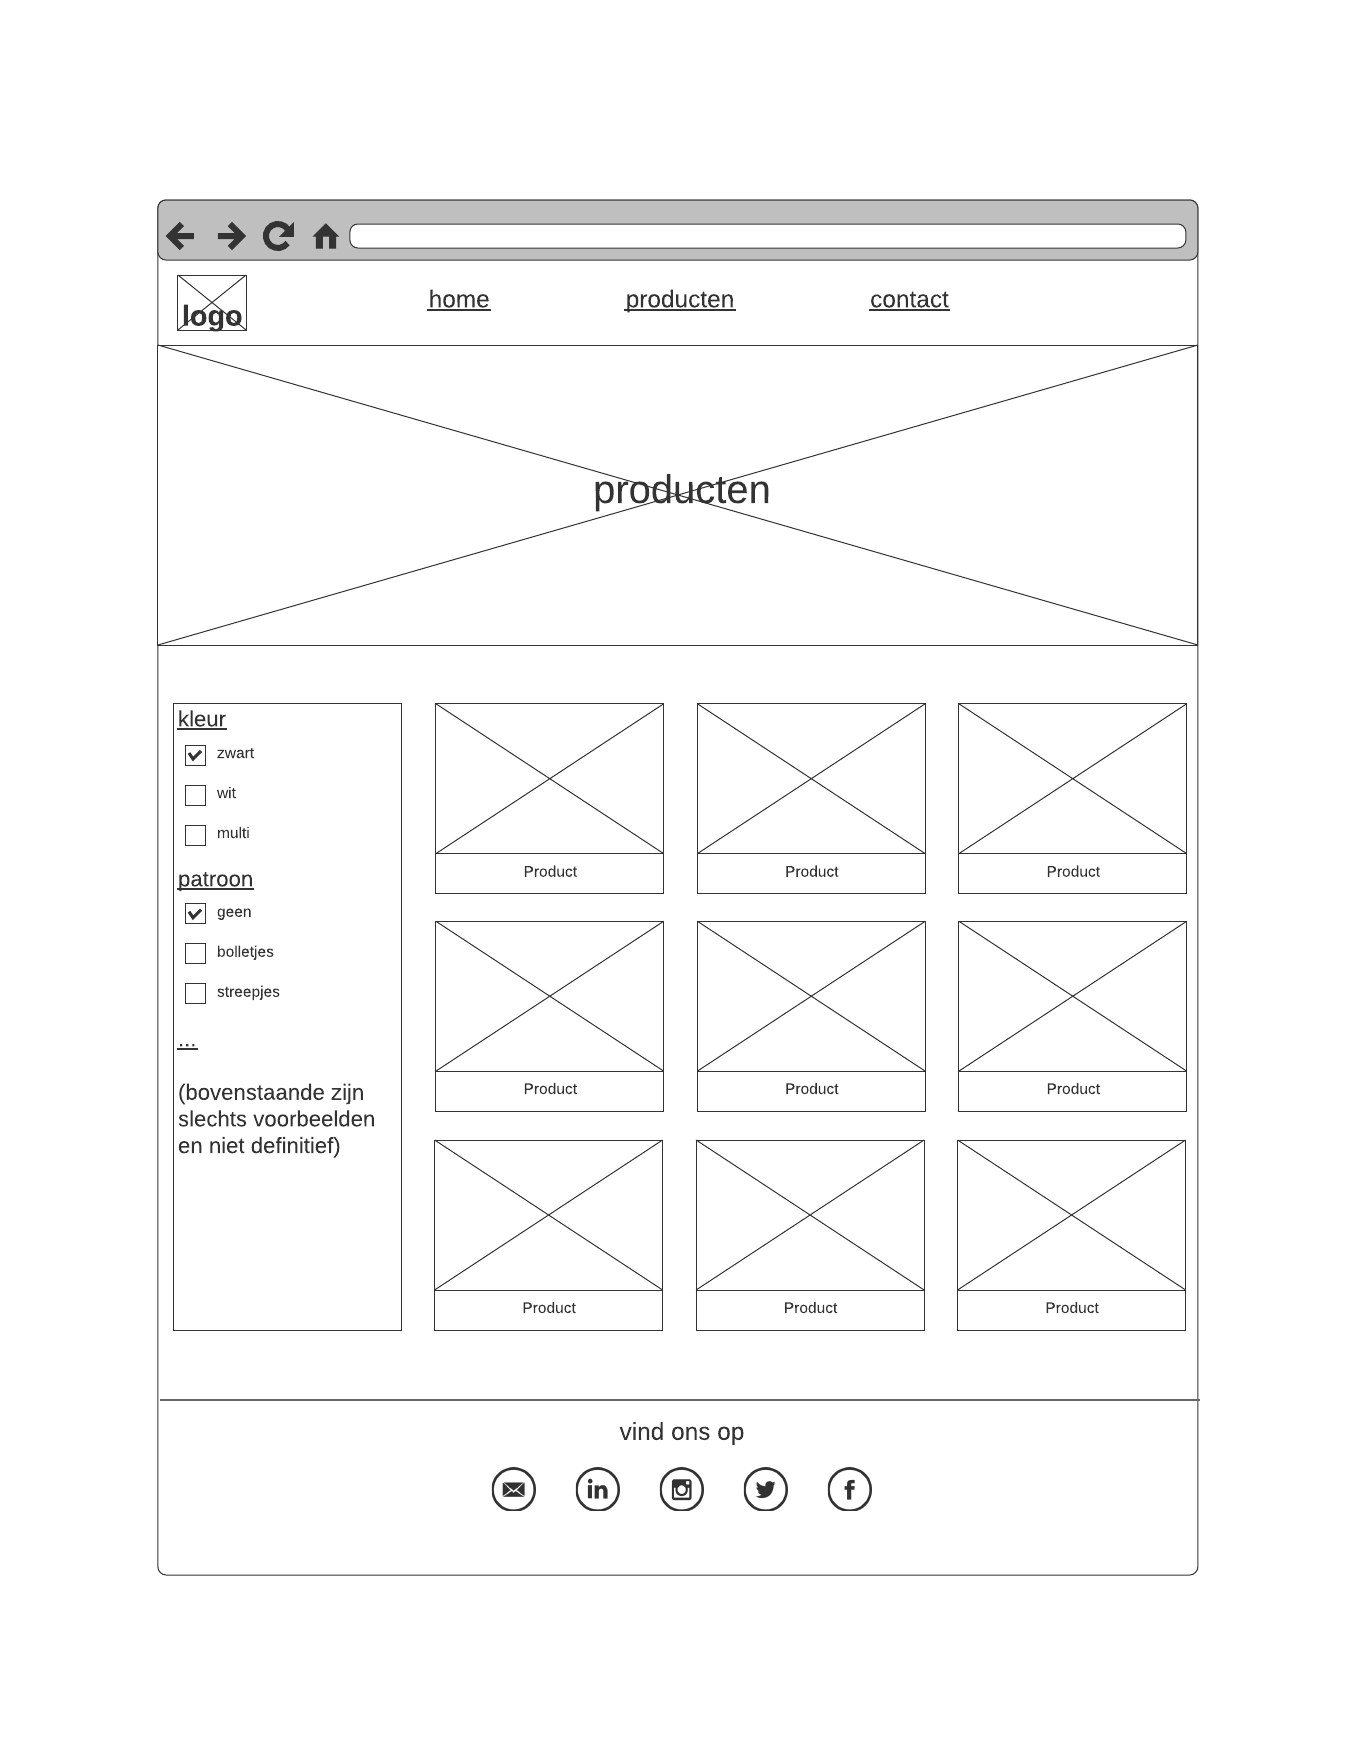 logo
home producten contact
producten
kleur
zwart
wit
multi
patroon
geen
bolletjes
streepjes
...
(bovenstaande zijn
slechts voorbeelden
en niet definitief)
Product Product Product
Product Product Product
Product Product Product
vind ons op